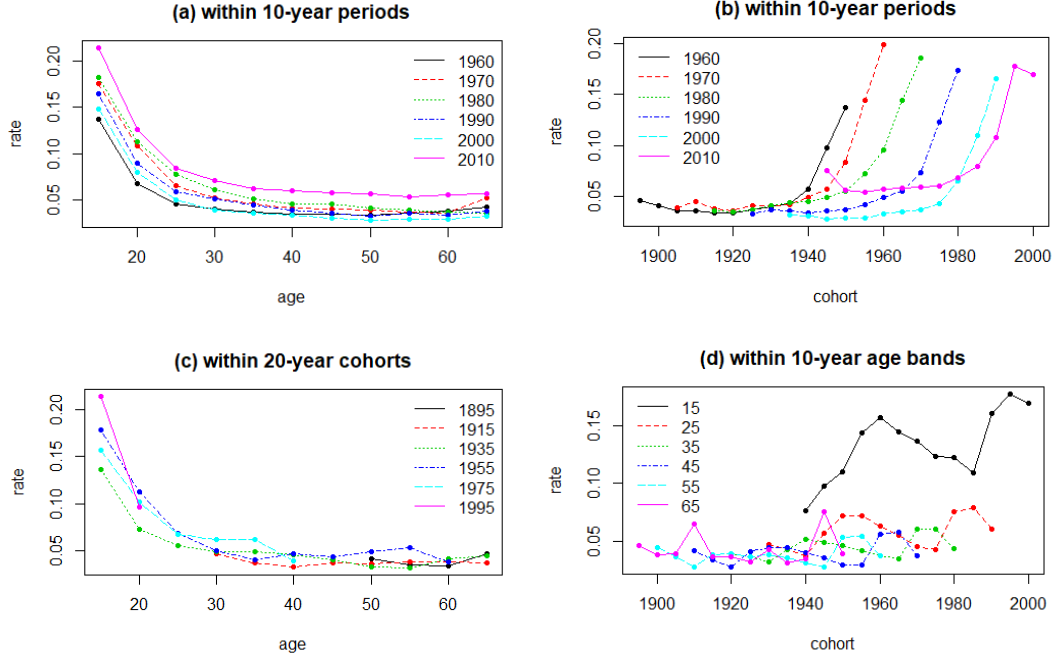 (a) within 10-year periods
0.20
0.15
0.10
0.05
rate
1960
1970
1980
1990
2000
2010
20 30 40 50 60
age
(b) within 10-year periods
0.20
0.15
0.10
0.05
rate
1960
1970
1980
1990
2000
2010
1900 1920 1940 1960 1980 2000
cohort
(c) within 20-year cohorts
0.20
0.15
0.10
0.05
rate
1895
1915
1935
1955
1975
1995
20 30 40 50 60
age
(d) within 10-year age bands
0.15
0.10
0.05
rate
15
25
35
45
55
65
1900 1920 1940 1960 1980 2000
cohort